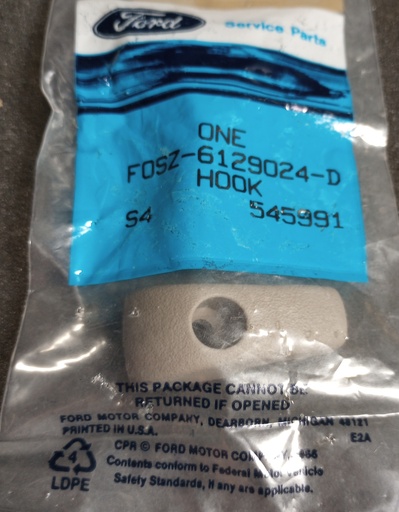 Ford
Service Parts
ONE
FOSZ-6129024-D
HOOK
S4 545991
THIS PACKAGE CANNOT BE
RETURNED IF OPENED
FORD MOTOR COMPANY, DEARBORN, MICHIGAN 48121
PRINTED IN U.S.A. E2A
CPR © FORD MOTOR COMPANY,
Contents conform to Federal Motor Vehicle
Safety Standards, if any are applicable.
4
LDPE